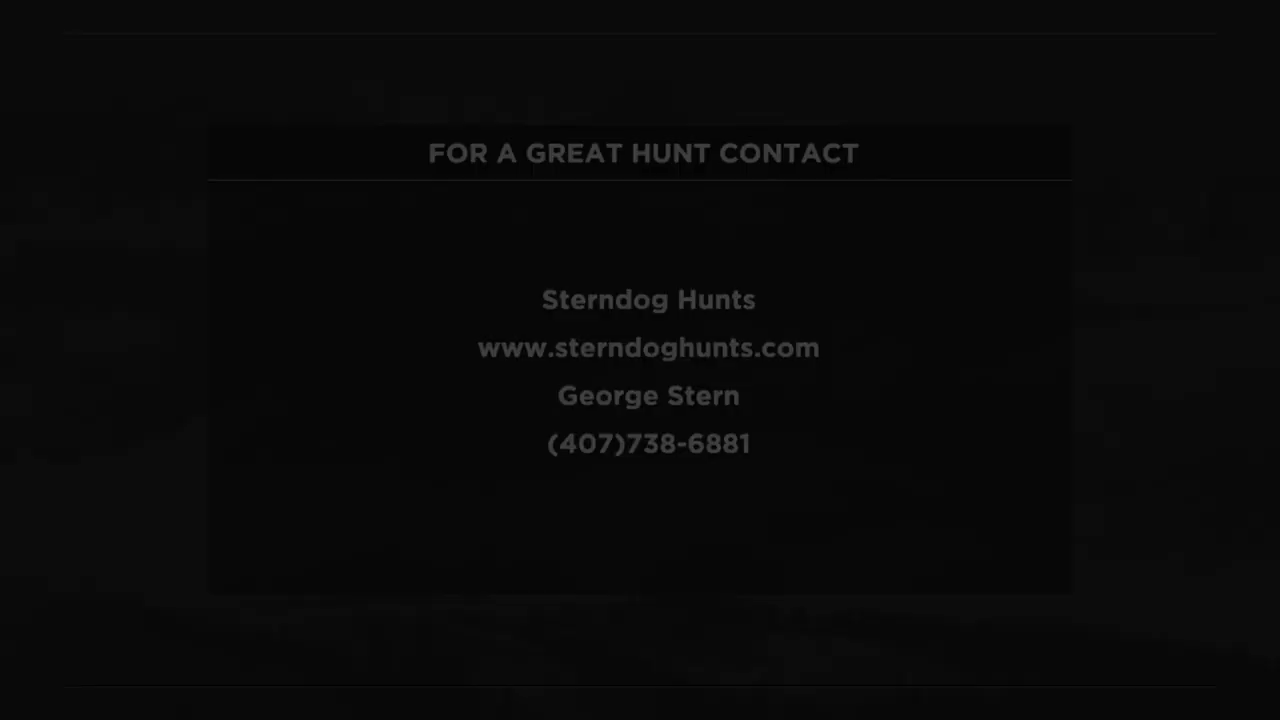 FOR A GREAT HUNT CONTACT
Sterndog Hunts
www.sterndoghunts.com
George Stern
(407)738-6881